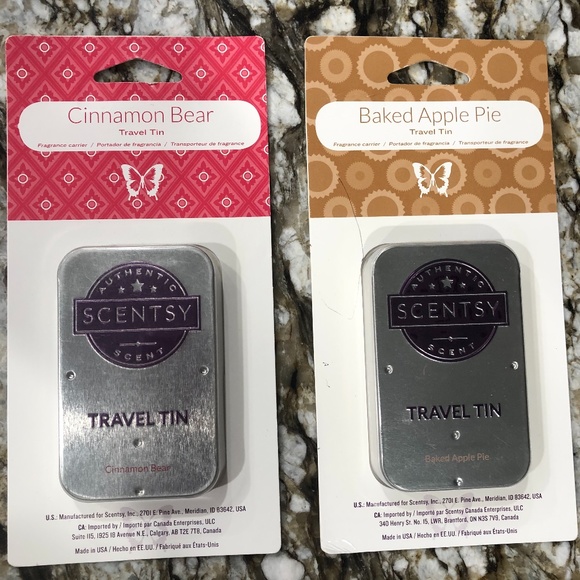 Cinnamon Bear
Travel Tin
Fragrance carrier / Portador de fragrancia / Transporteur de fragrance
AUTHENTIC
SCENTSY
SCENT
TRAVEL TIN
Cinnamon Bear
U.S.: Manufactured for Scentsy, Inc., 2701 E. Pine Ave., Meridian, ID 83642, USA
CA: Imported by / Importé par Canada Enterprises, ULC
Suite 115, 1925 18 Avenue N.E., Calgary, AB T2E 7T8, Canada
Made in USA / Hecho en EE.UU. / Fabriqué aux États-Unis
Baked Apple Pie
Travel Tin
Fragrance carrier / Portador de fragrancia / Transporteur de fragrance
AUTHENTIC
SCENTSY
SCENT
TRAVEL TIN
Baked Apple Pie
U.S.: Manufactured for Scentsy, Inc., 2701 E. Pine Ave., Meridian, ID 83642, USA
CA: Imported by / Importé par Scentsy Canada Enterprises, ULC
340 Henry St. No. 15, LWR, Brantford, ON N3S 7V9, Canada
Made in USA / Hecho en EE.UU. / Fabriqué aux États-Unis